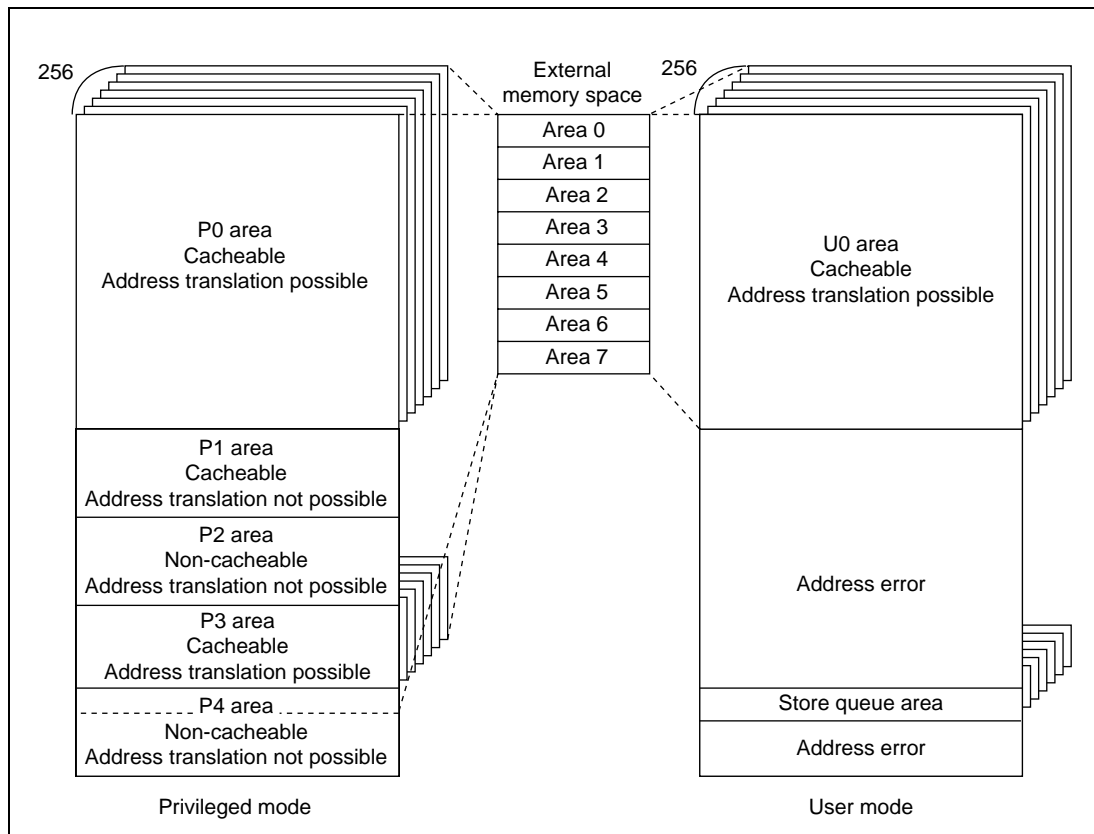 256
P0 area
Cacheable
Address translation possible
P1 area
Cacheable
Address translation not possible
P2 area
Non-cacheable
Address translation not possible
P3 area
Cacheable
Address translation possible
P4 area
Non-cacheable
Address translation not possible
Privileged mode
External
memory space
Area 0
Area 1
Area 2
Area 3
Area 4
Area 5
Area 6
Area 7
256
U0 area
Cacheable
Address translation possible
Address error
Store queue area
Address error
User mode